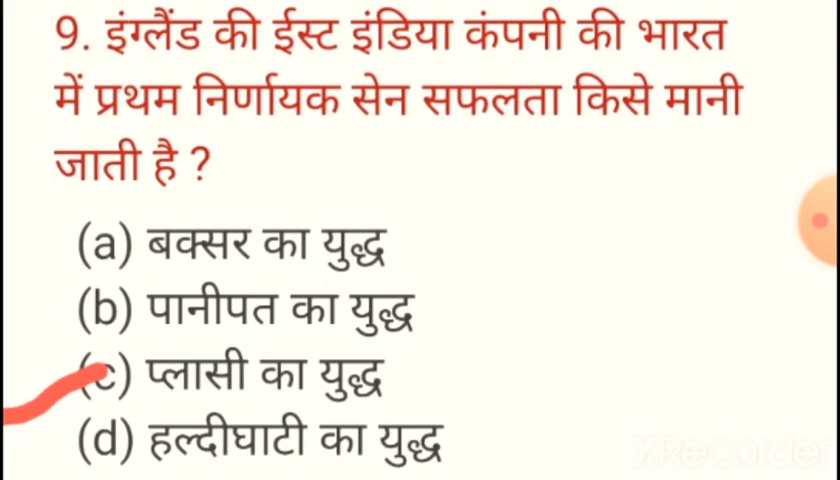 9. इंग्लैंड की ईस्ट इंडिया कंपनी की भारत
में प्रथम निर्णायक सेन सफलता किसे मानी
जाती है ?
(a) बक्सर का युद्ध
(b) पानीपत का युद्ध
(c) प्लासी का युद्ध
(d) हल्दीघाटी का युद्ध
XRecorder